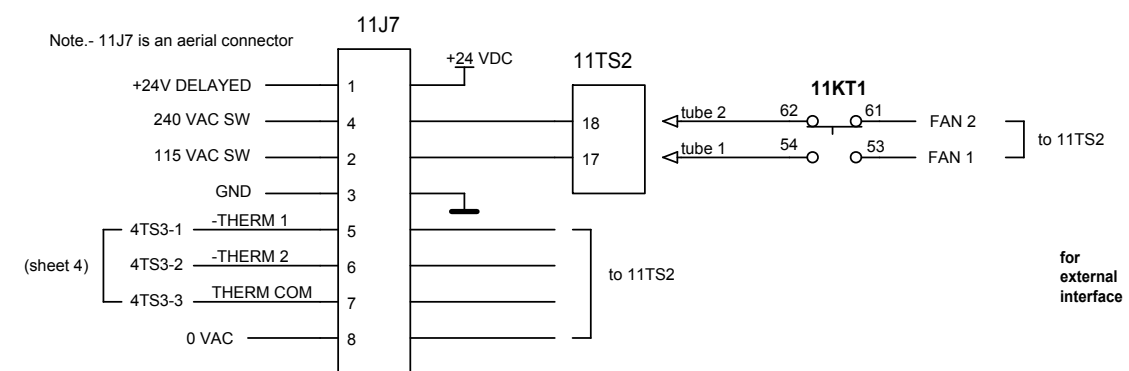 11J7
Note.- 11J7 is an aerial connector
+24 VDC
11TS2
+24V DELAYED
1
11KT1
240 VAC SW
4
18
tube 2
62
61
FAN 2
to 11TS2
115 VAC SW
2
17
tube 1
54
53
FAN 1
GND
3
4TS3-1
-THERM 1
5
(sheet 4)
4TS3-2
-THERM 2
6
to 11TS2
for
external
interface
4TS3-3
THERM COM
7
0 VAC
8